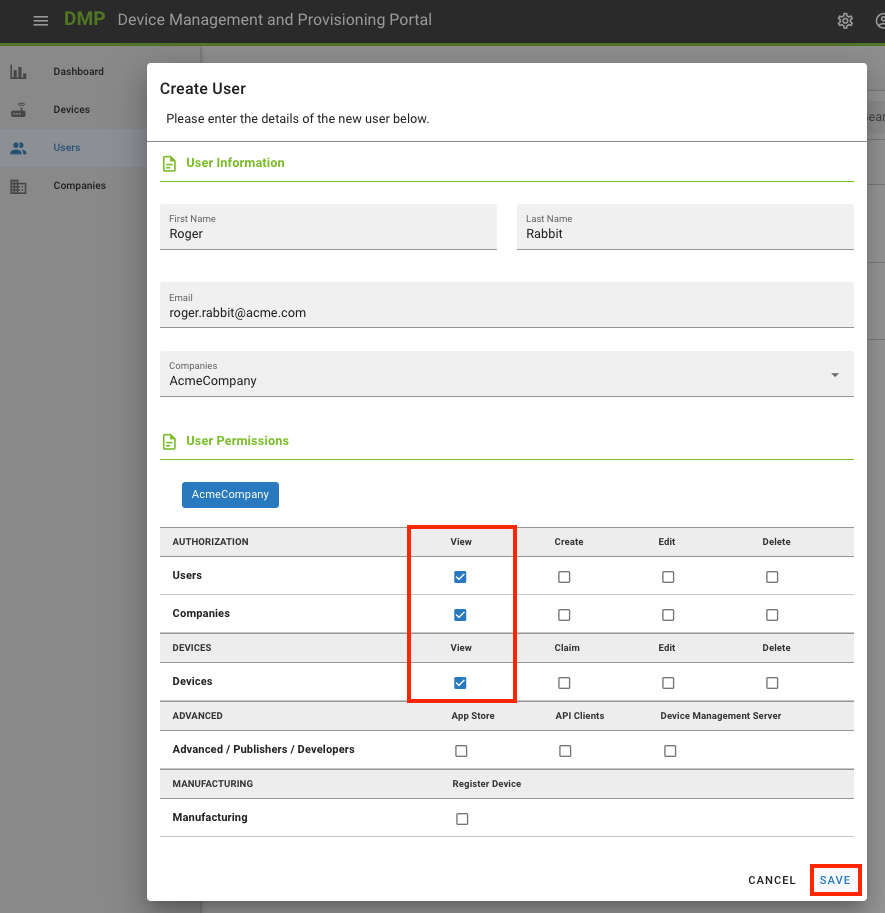 DMP Device Management and Provisioning Portal
Dashboard
Devices
Users
Companies
Create User
Please enter the details of the new user below.
User Information
First Name
Roger
Last Name
Rabbit
Email
roger.rabbit@acme.com
Companies
AcmeCompany
User Permissions
AcmeCompany
AUTHORIZATION View Create Edit Delete
Users
Companies
DEVICES View Claim Edit Delete
Devices
ADVANCED App Store API Clients Device Management Server
Advanced / Publishers / Developers
MANUFACTURING Register Device
Manufacturing
CANCEL SAVE